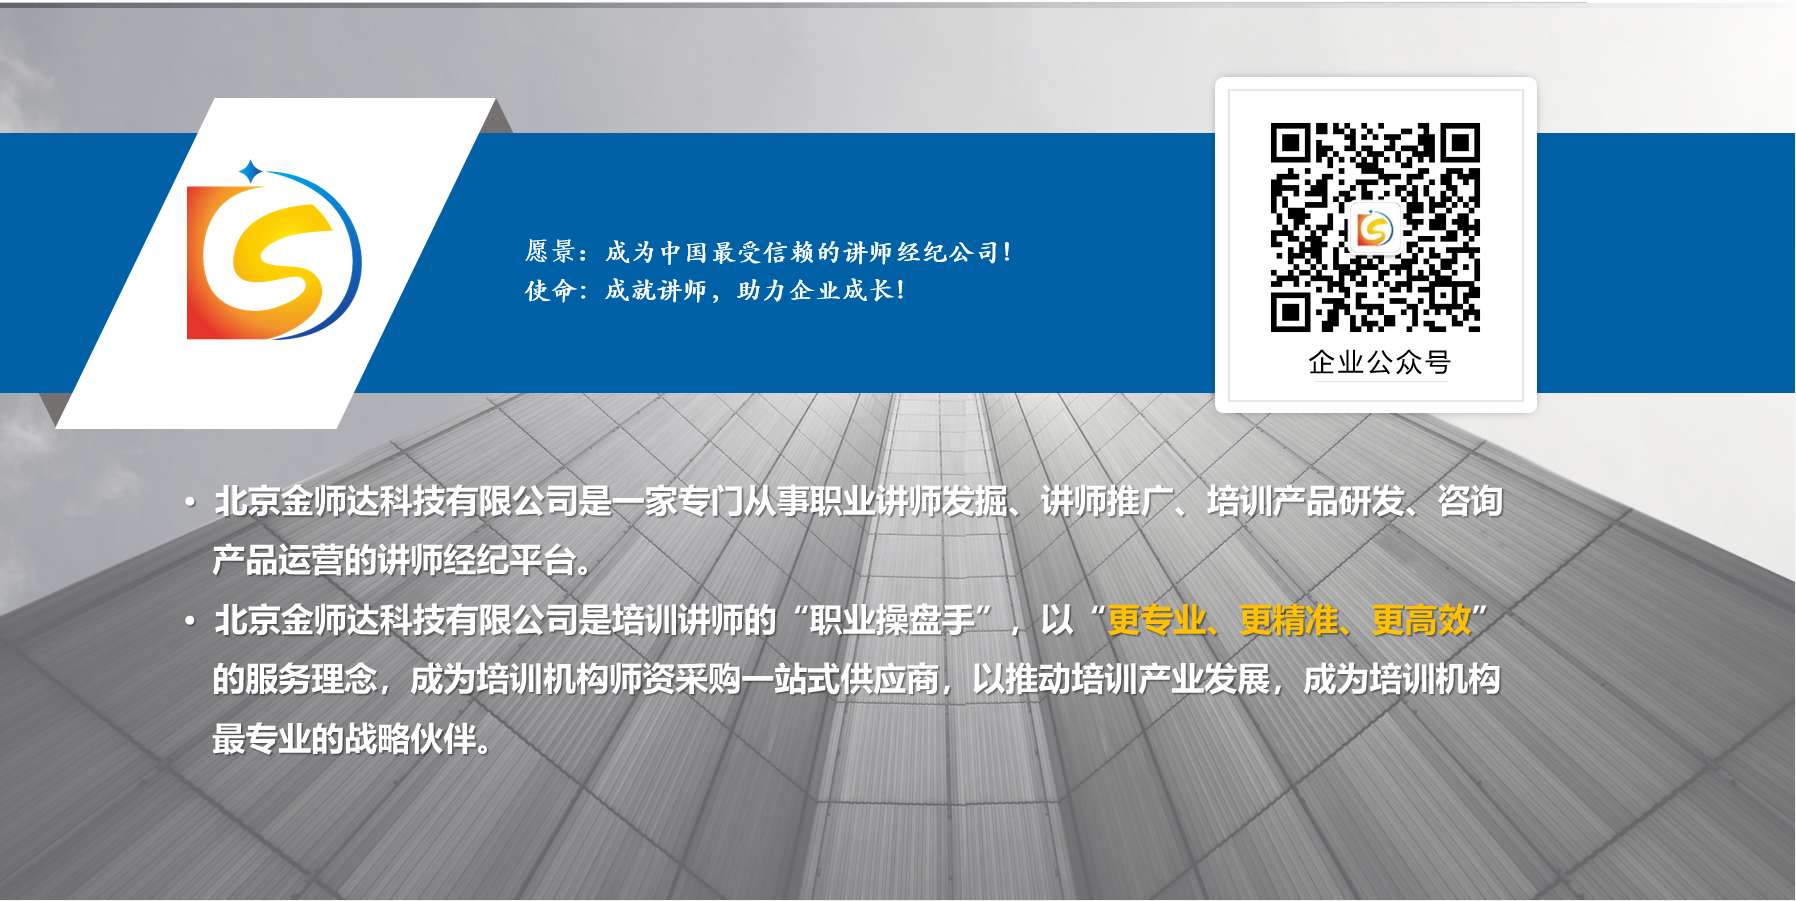 愿景：成为中国最受信赖的讲师经纪公司！
使命：成就讲师，助力企业成长！
企业公众号
• 北京金师达科技有限公司是一家专门从事职业讲师发掘、讲师推广、培训产品研发、咨询
产品运营的讲师经纪平台。
• 北京金师达科技有限公司是培训讲师的“职业操盘手”，以“更专业、更精准、更高效”
的服务理念，成为培训机构师资采购一站式供应商，以推动培训产业发展，成为培训机构
最专业的战略伙伴。